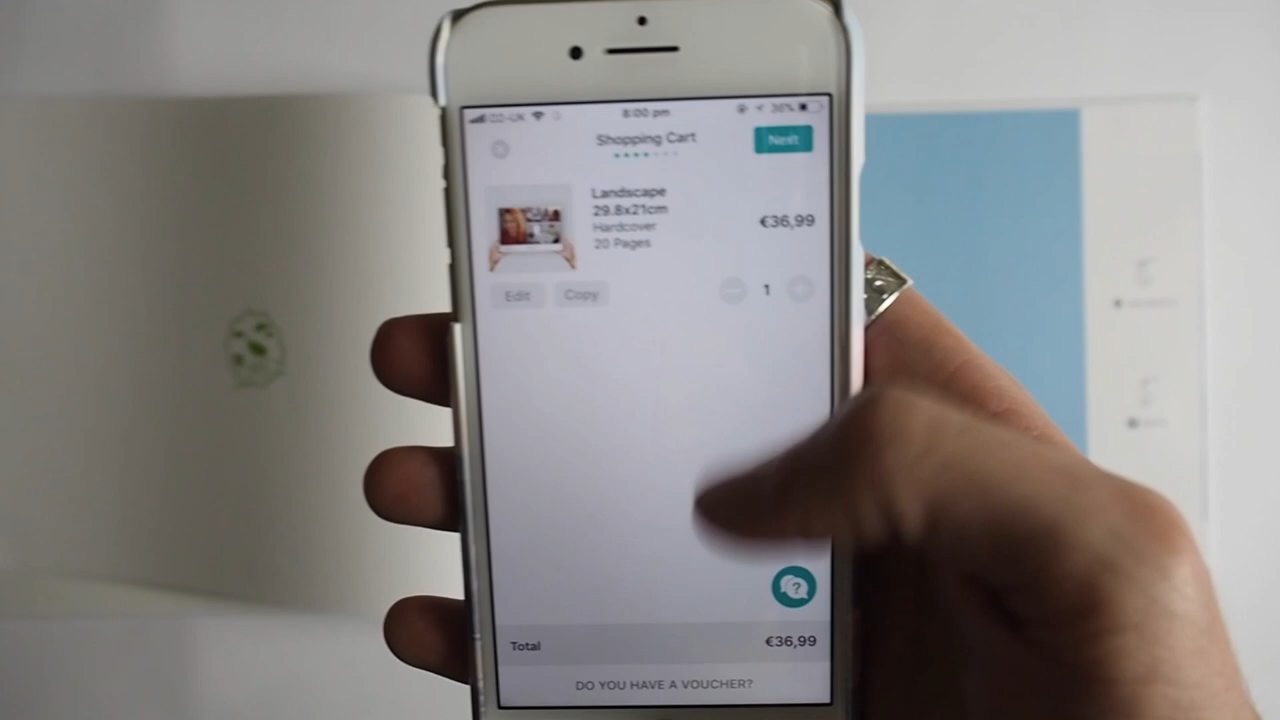 8:00 pm
36%
Shopping Cart
Next
Landscape
29.8x21cm
Hardcover
20 Pages
€36,99
Edit
Copy
1
?
Total
€36,99
DO YOU HAVE A VOUCHER?